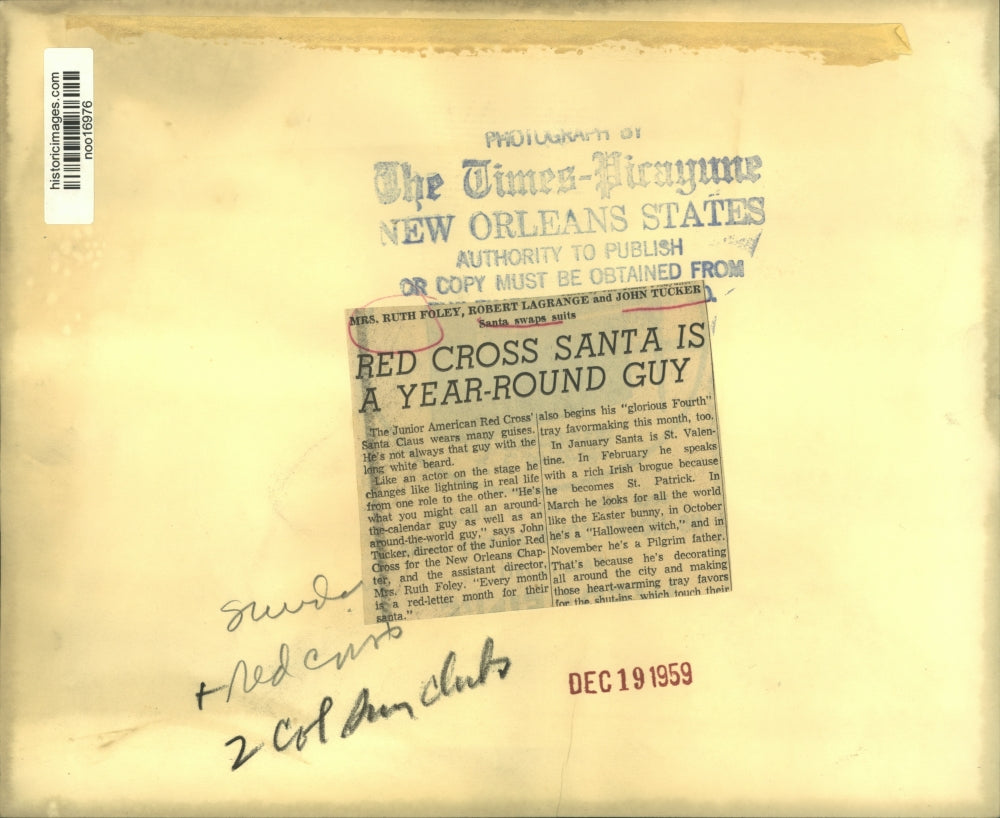 historicimages.com
noo16976
PHOTOGRAPH BY
The Times-Picayune
NEW ORLEANS STATES
AUTHORITY TO PUBLISH
OR COPY MUST BE OBTAINED FROM
MRS. RUTH FOLEY, ROBERT LAGRANGE and JOHN TUCKER
Santa swaps suits
RED CROSS SANTA IS
A YEAR-ROUND GUY
The Junior American Red Cross'
Santa Claus wears many guises.
He's not always that guy with the
long white beard.
Like an actor on the stage he
changes like lightning in real life
from one role to the other. "He's
what you might call an around-
the-calendar guy as well as an
around-the-world guy," says John
Tucker, director of the Junior Red
Cross for the New Orleans Chap-
ter, and the assistant director,
Mrs. Ruth Foley. "Every month
is a red-letter month for their
santa."
also begins his "glorious Fourth"
tray favormaking this month, too.
In January Santa is St. Valen-
tine. In February he speaks
with a rich Irish brogue because
he becomes St. Patrick. In
March he looks for all the world
like the Easter bunny, in October
he's a "Halloween witch," and in
November he's a Pilgrim father.
That's because he's decorating
all around the city and making
those heart-warming tray favors
for the shut-ins which touch their
+ red cross
2 col Sun clubs
DEC 19 1959